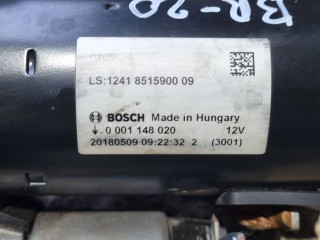 BR-20
LS:1241 8515900 09
BOSCH Made in Hungary
0 001 148 020 12V
20180509 09:22:32 2 (3001)